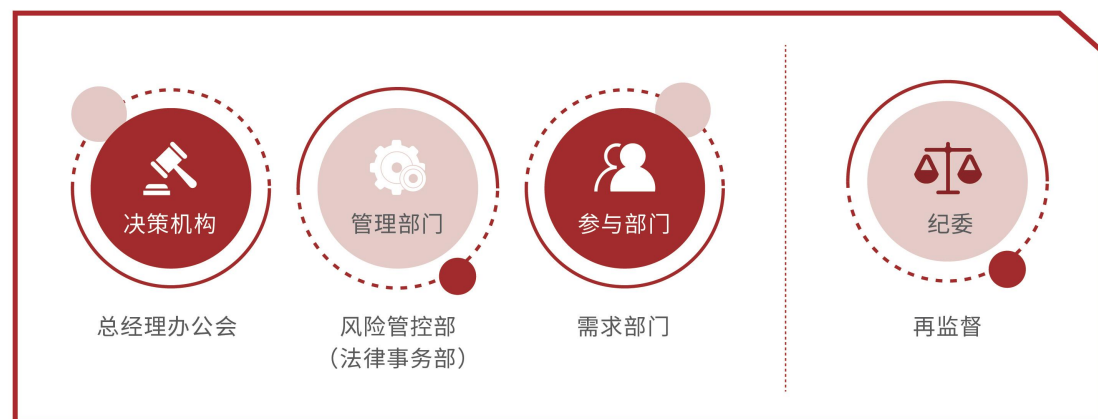 决策机构
管理部门
参与部门
纪委
总经理办公会
风险管控部
（法律事务部）
需求部门
再监督